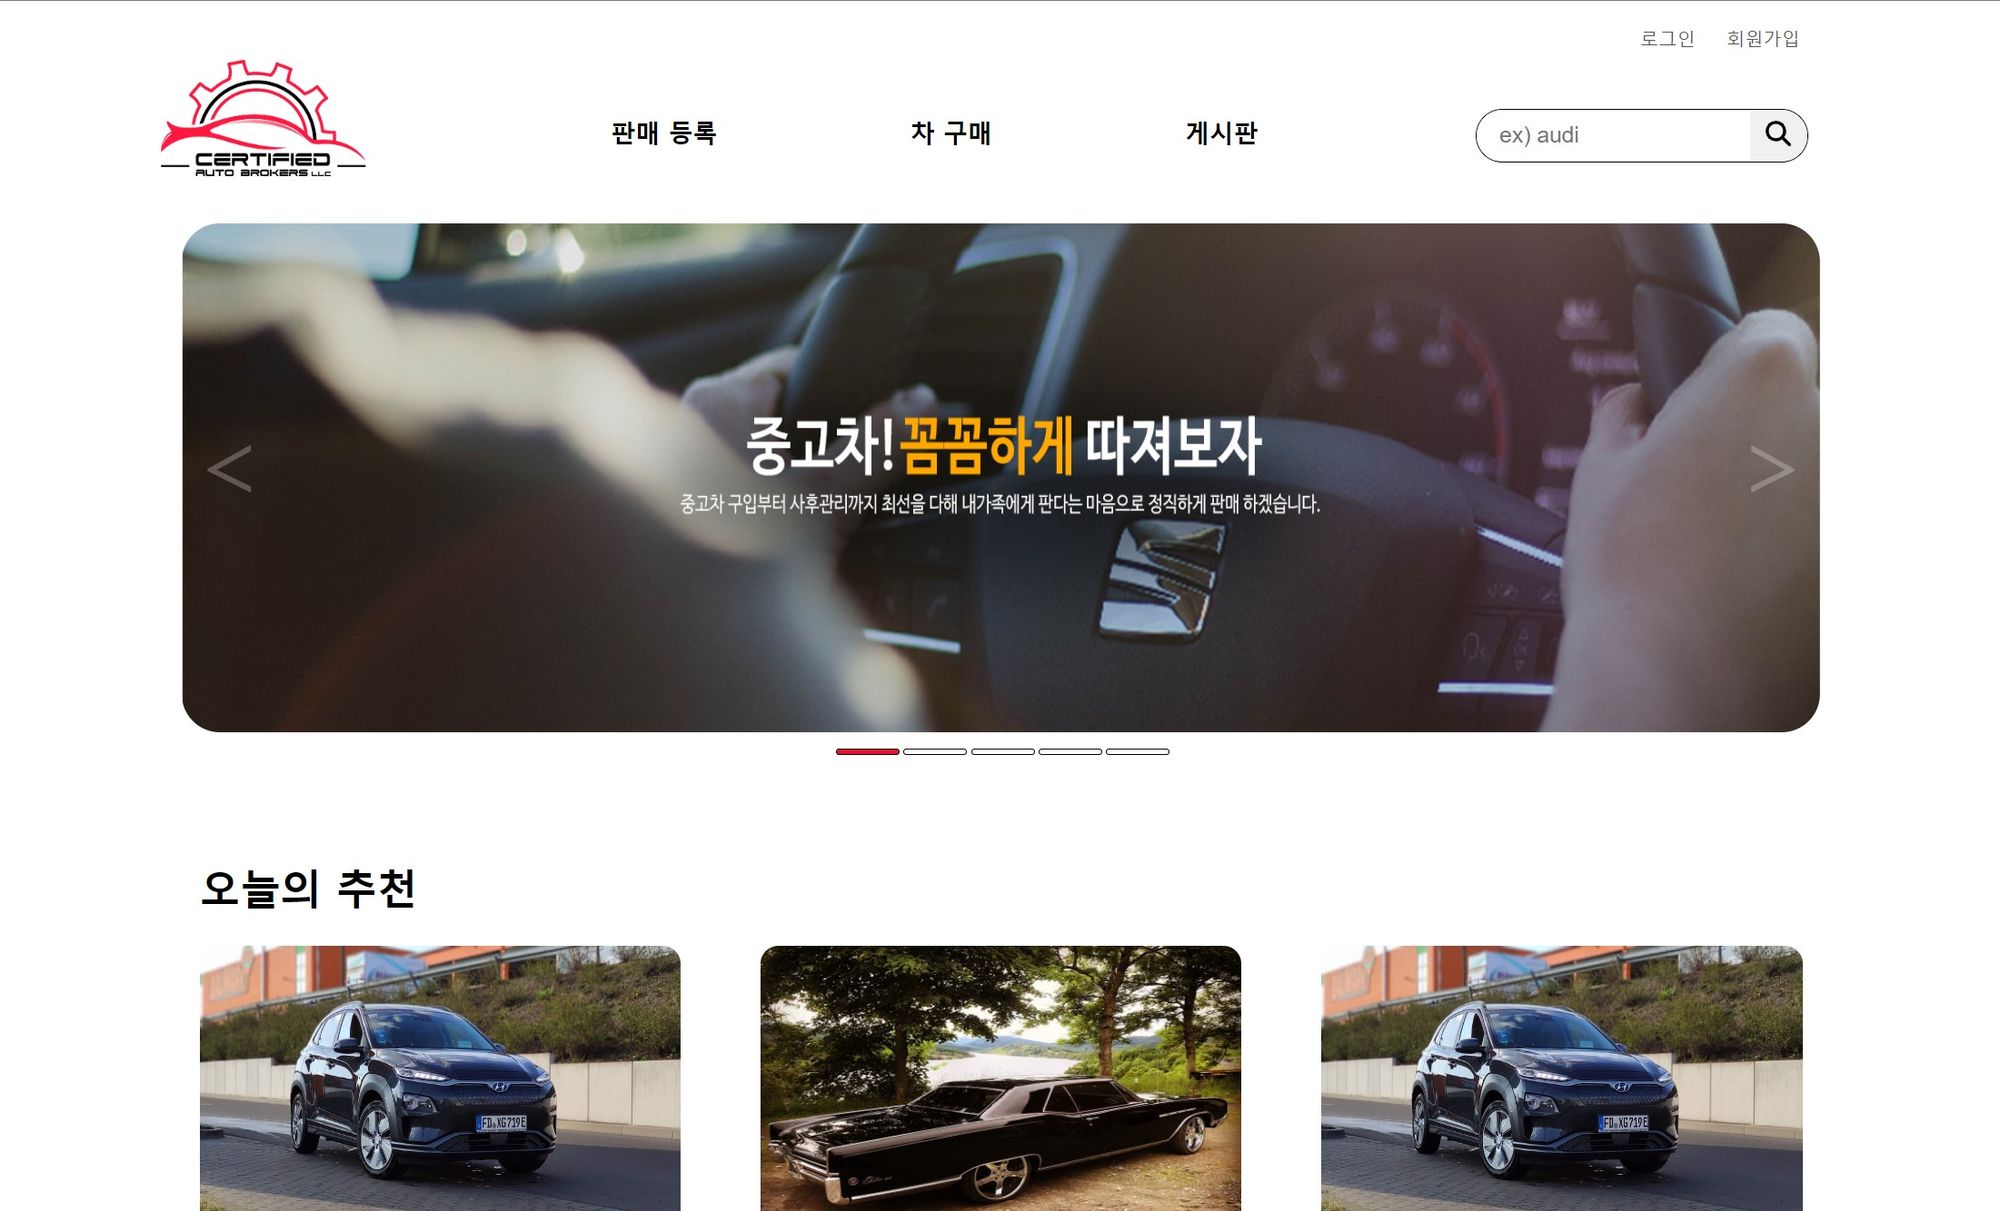 로그인 회원가입
CERTIFIED
AUTO BROKERS LLC
판매 등록 차 구매 게시판 ex) audi
중고차! 꼼꼼하게 따져보자
중고차 구입부터 사후관리까지 최선을 다해 내가족에게 판다는 마음으로 정직하게 판매 하겠습니다.
< >
오늘의 추천
FD XG719E
FD XG719E